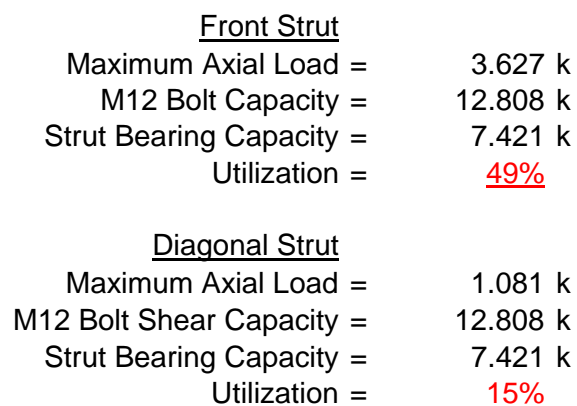 Front Strut
Maximum Axial Load = 3.627 k
M12 Bolt Capacity = 12.808 k
Strut Bearing Capacity = 7.421 k
Utilization = 49%
Diagonal Strut
Maximum Axial Load = 1.081 k
M12 Bolt Shear Capacity = 12.808 k
Strut Bearing Capacity = 7.421 k
Utilization = 15%